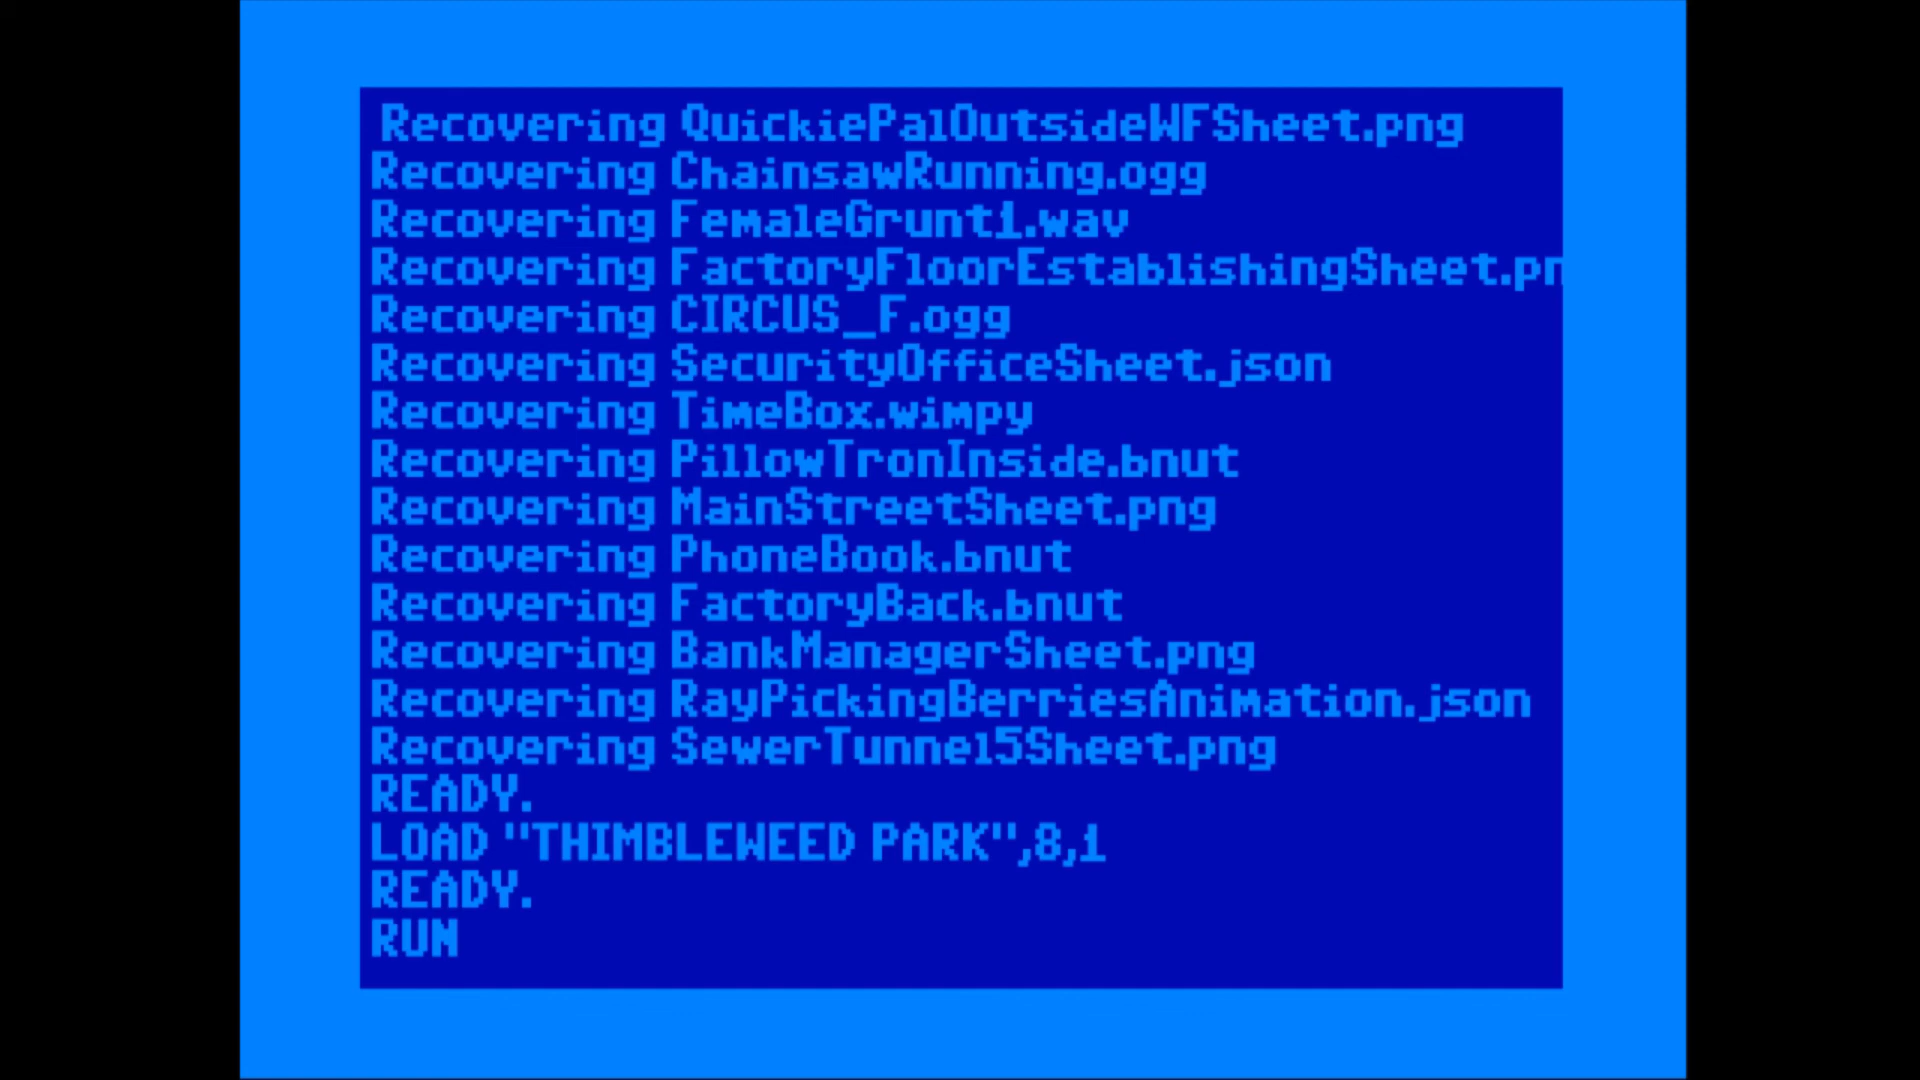 Recovering QuickiePalOutsideWFSheet.png
Recovering ChainsawRunning.ogg
Recovering FemaleGrunt1.wav
Recovering FactoryFloorEstablishingSheet.pn
Recovering CIRCUS_F.ogg
Recovering SecurityOfficeSheet.json
Recovering TimeBox.wimpy
Recovering PillowTronInside.bnut
Recovering MainStreetSheet.png
Recovering PhoneBook.bnut
Recovering FactoryBack.bnut
Recovering BankManagerSheet.png
Recovering RayPickingBerriesAnimation.json
Recovering SewerTunnel5Sheet.png
READY.
LOAD "THIMBLEWEED PARK",8,1
READY.
RUN